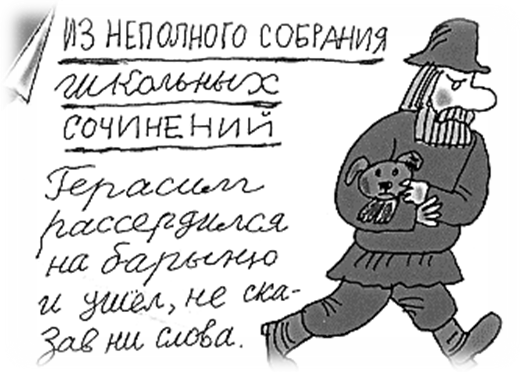 ИЗ НЕПОЛНОГО СОБРАНИЯ
ШКОЛЬНЫХ
СОЧИНЕНИЙ
Герасим
рассердился
на барыню
и ушёл, не ска-
зав ни слова.